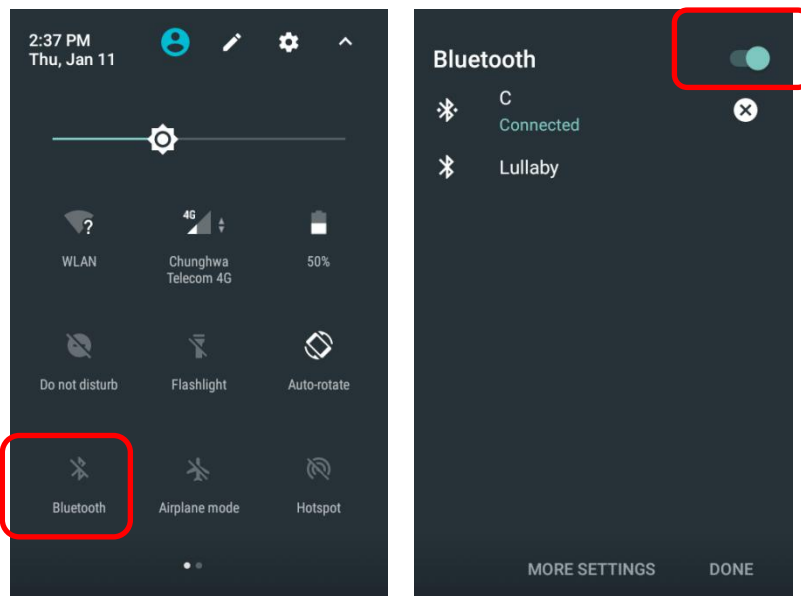 2:37 PM
Thu, Jan 11
?
WLAN
4G
Chunghwa
Telecom 4G
50%
Do not disturb
Flashlight
Auto-rotate
Bluetooth
Airplane mode
Hotspot
Bluetooth
C
Connected
Lullaby
MORE SETTINGS
DONE